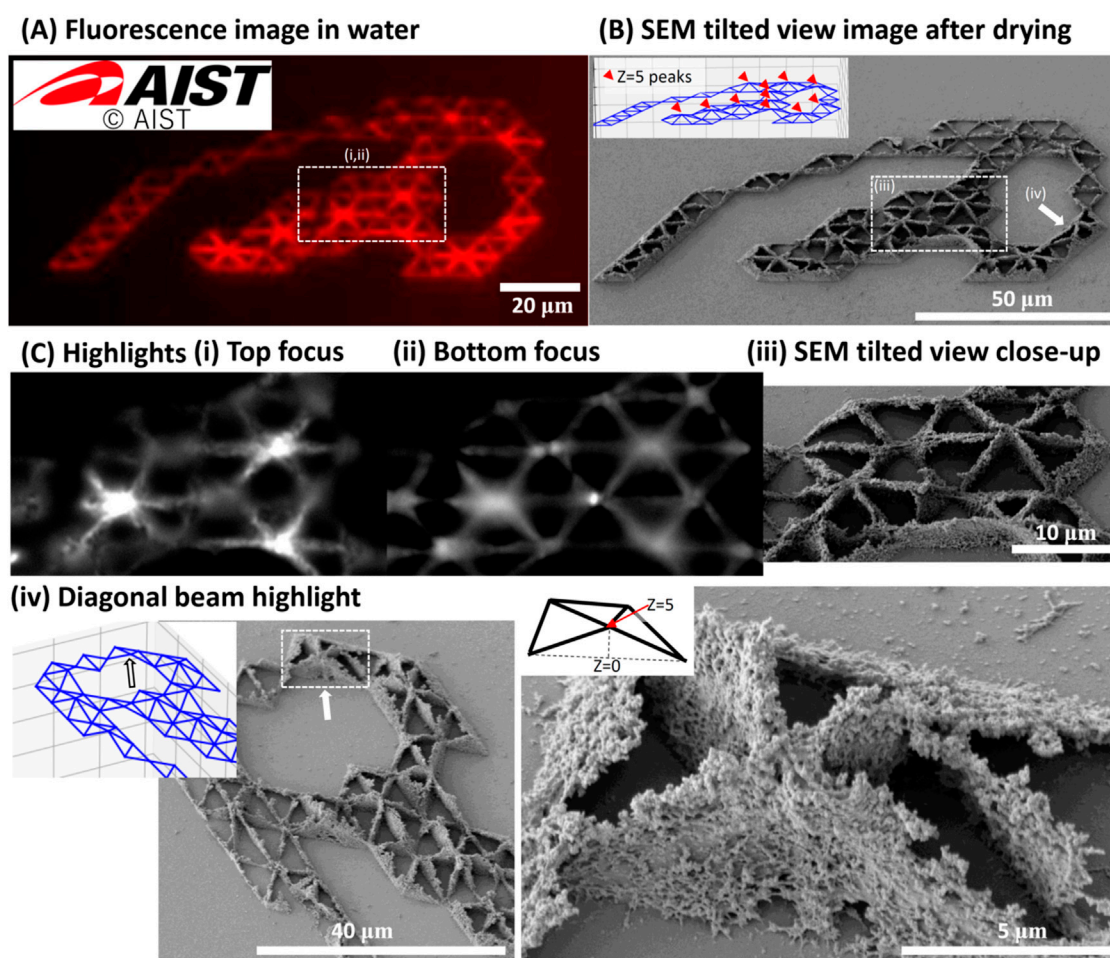 (A) Fluorescence image in water
AIST
© AIST
(i,ii)
20 µm
(B) SEM tilted view image after drying
Z=5 peaks
(iii)
(iv)
50 µm
(C) Highlights (i) Top focus
(ii) Bottom focus
(iii) SEM tilted view close-up
10 µm
(iv) Diagonal beam highlight
40 µm
Z=5
Z=0
5 µm